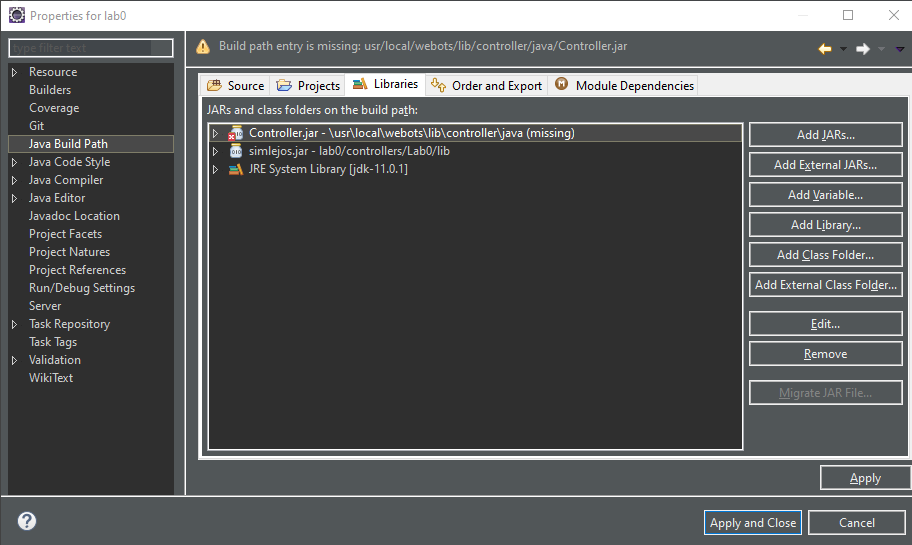 Properties for lab0
type filter text
Build path entry is missing: usr/local/webots/lib/controller/java/Controller.jar
Resource
Builders
Coverage
Git
Java Build Path
Java Code Style
Java Compiler
Java Editor
Javadoc Location
Project Facets
Project Natures
Project References
Run/Debug Settings
Server
Task Repository
Task Tags
Validation
WikiText
Source
Projects
Libraries
Order and Export
Module Dependencies
JARs and class folders on the build path:
Controller.jar - \usr\local\webots\lib\controller\java (missing)
simlejos.jar - lab0/controllers/Lab0/lib
JRE System Library [jdk-11.0.1]
Add JARs...
Add External JARs...
Add Variable...
Add Library...
Add Class Folder...
Add External Class Folder...
Edit...
Remove
Migrate JAR File...
Apply
Apply and Close
Cancel